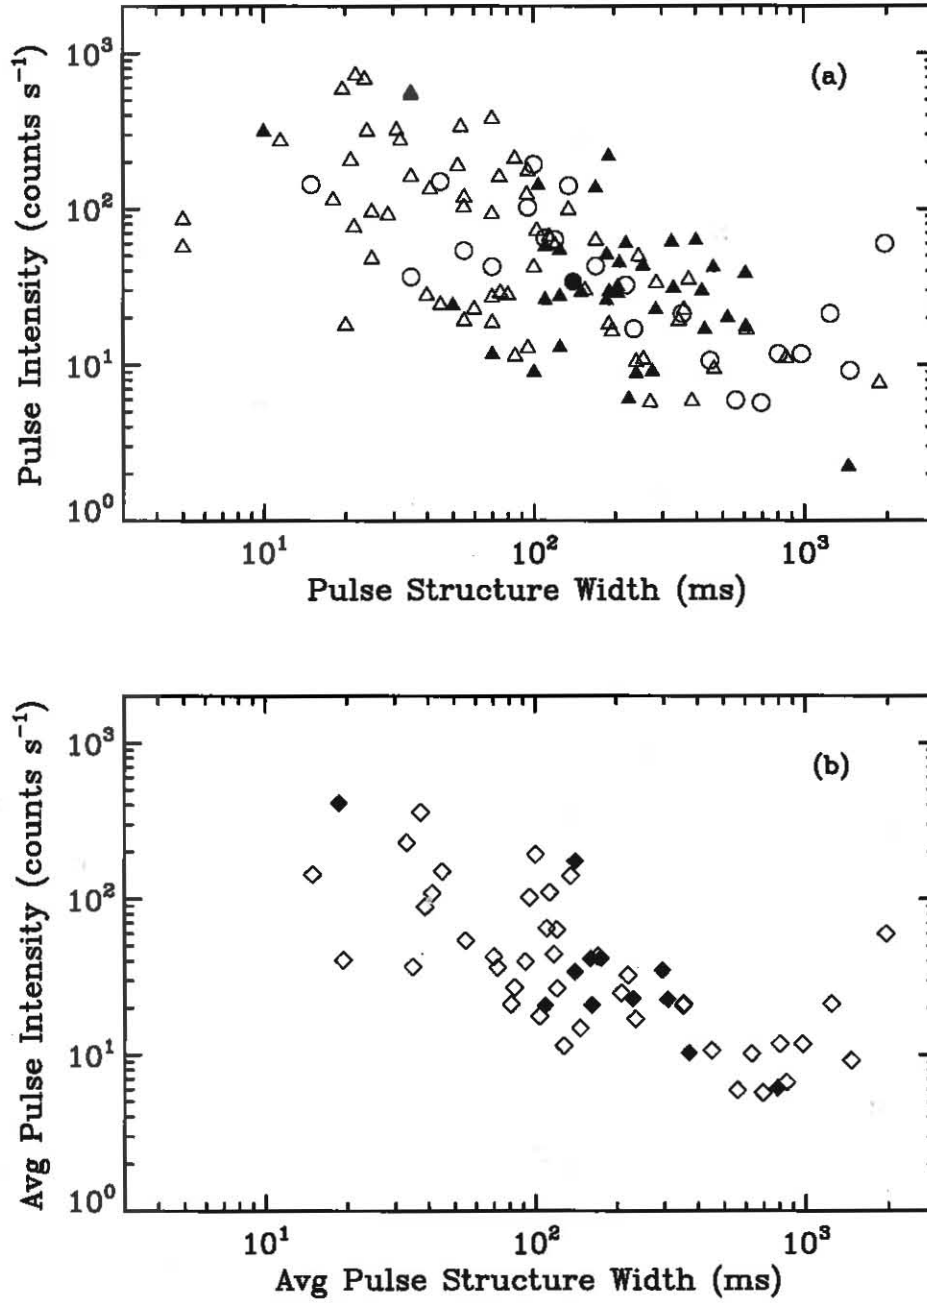 (a)
Pulse Intensity (counts s⁻¹)
10³
10²
10¹
10⁰
10¹ 10² 10³
Pulse Structure Width (ms)
(b)
Avg Pulse Intensity (counts s⁻¹)
10³
10²
10¹
10⁰
10¹ 10² 10³
Avg Pulse Structure Width (ms)